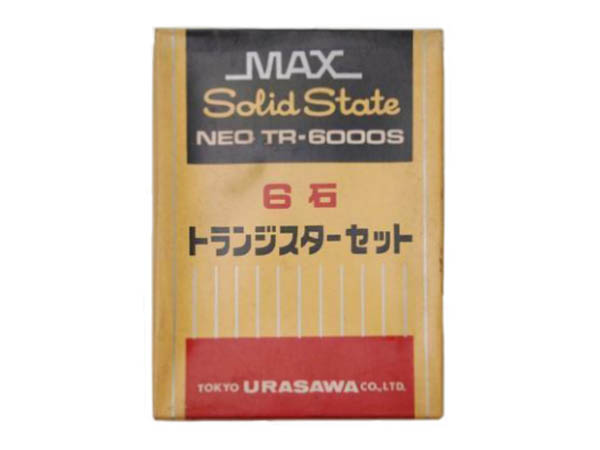 MAX
Solid State
NEO TR-6000S
6石
トランジスターセット
TOKYO URASAWA CO.,LTD.